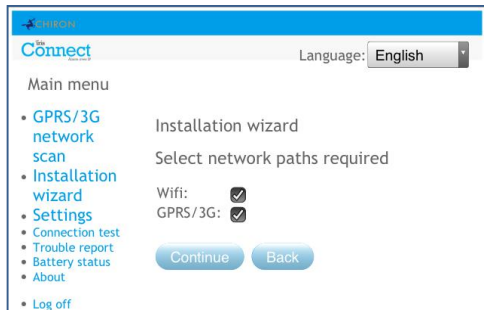 CHIRON
Iris
Connect
Language: English
Main menu
GPRS/3G
network
scan
Installation
wizard
Settings
Connection test
Trouble report
Battery status
About
Log off
Installation wizard
Select network paths required
Wifi:
GPRS/3G:
Continue Back